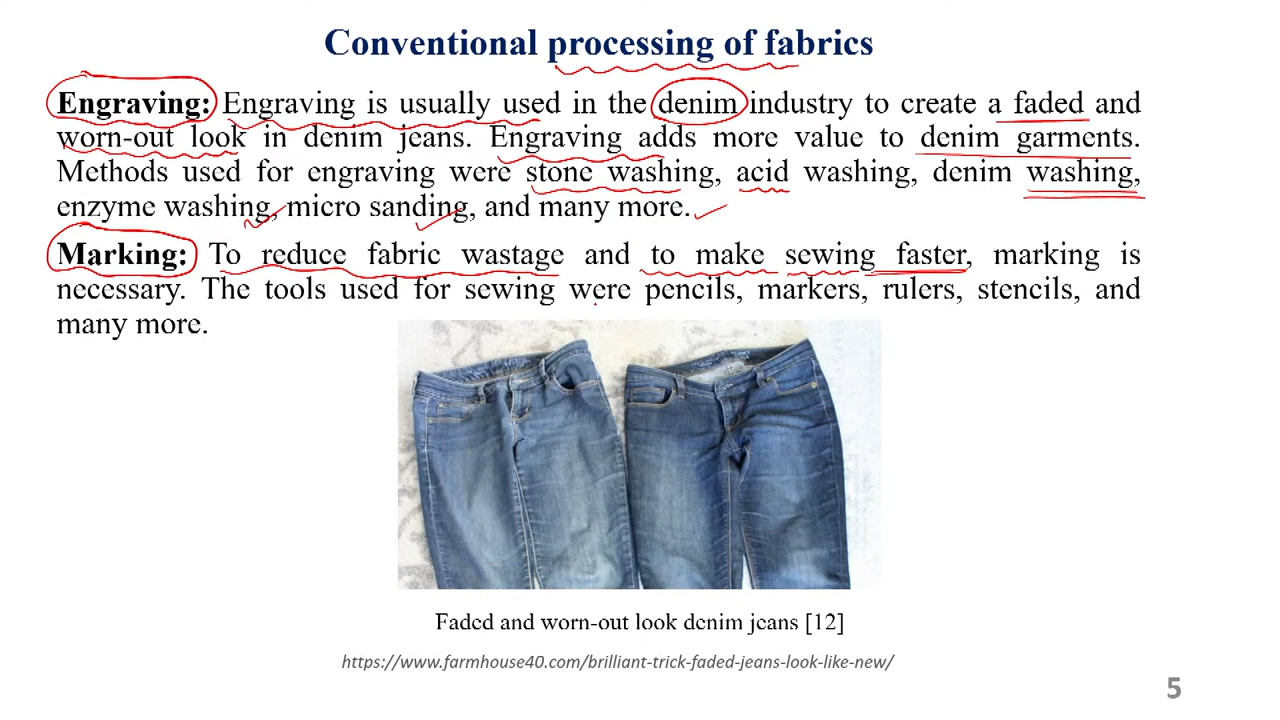 Conventional processing of fabrics
Engraving: Engraving is usually used in the denim industry to create a faded and
worn-out look in denim jeans. Engraving adds more value to denim garments.
Methods used for engraving were stone washing, acid washing, denim washing,
enzyme washing, micro sanding, and many more.
Marking: To reduce fabric wastage and to make sewing faster, marking is
necessary. The tools used for sewing were pencils, markers, rulers, stencils, and
many more.
Faded and worn-out look denim jeans [12]
https://www.farmhouse40.com/brilliant-trick-faded-jeans-look-like-new/
5